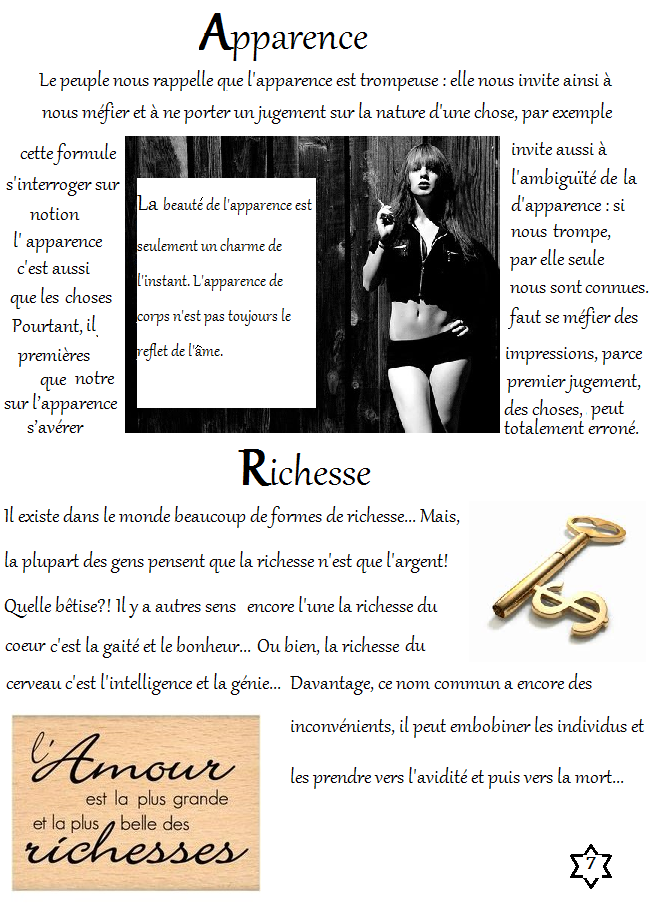 Apparence
Le peuple nous rappelle que l'apparence est trompeuse : elle nous invite ainsi à
nous méfier et à ne porter un jugement sur la nature d'une chose, par exemple
cette formule invite aussi à
s'interroger sur l'ambiguïté de la
notion d'apparence : si
l' apparence nous trompe,
c'est aussi par elle seule
que les choses nous sont connues.
Pourtant, il faut se méfier des
premières impressions, parce
que notre premier jugement,
sur l'apparence des choses, peut
s'avérer totalement erroné.
La beauté de l'apparence est
seulement un charme de
l'instant. L'apparence de
corps n'est pas toujours le
reflet de l'âme.
Richesse
Il existe dans le monde beaucoup de formes de richesse... Mais,
la plupart des gens pensent que la richesse n'est que l'argent!
Quelle bêtise?! Il y a autres sens encore l'une la richesse du
coeur c'est la gaité et le bonheur... Ou bien, la richesse du
cerveau c'est l'intelligence et la génie... Davantage, ce nom commun a encore des
inconvénients, il peut embobiner les individus et
les prendre vers l'avidité et puis vers la mort...
l'Amour
est la plus grande
et la plus belle des
richesses
7